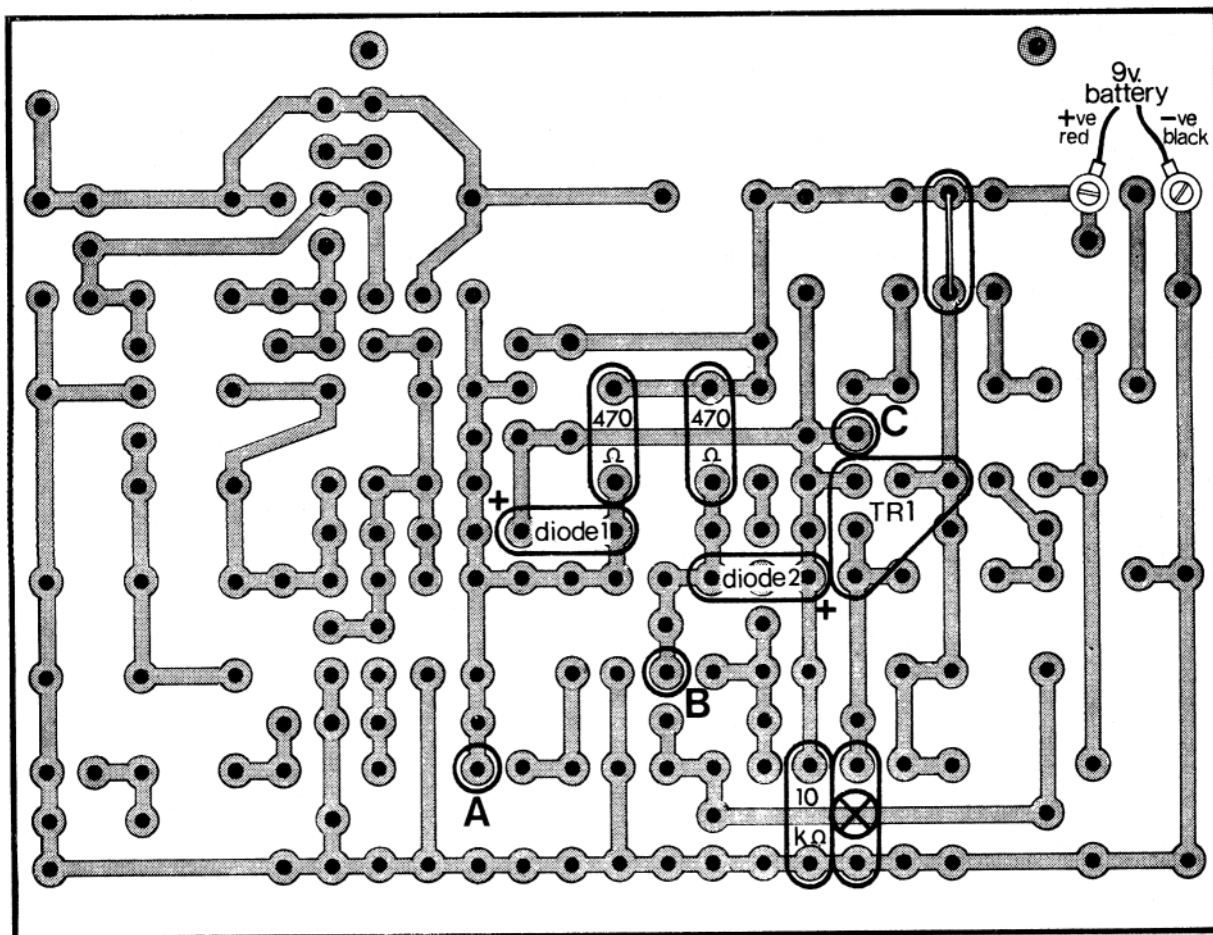 9v.
battery
+ve
red
-ve
black
470
Ω
470
Ω
C
+
diode1
TR1
diode2
+
B
A
10
kΩ